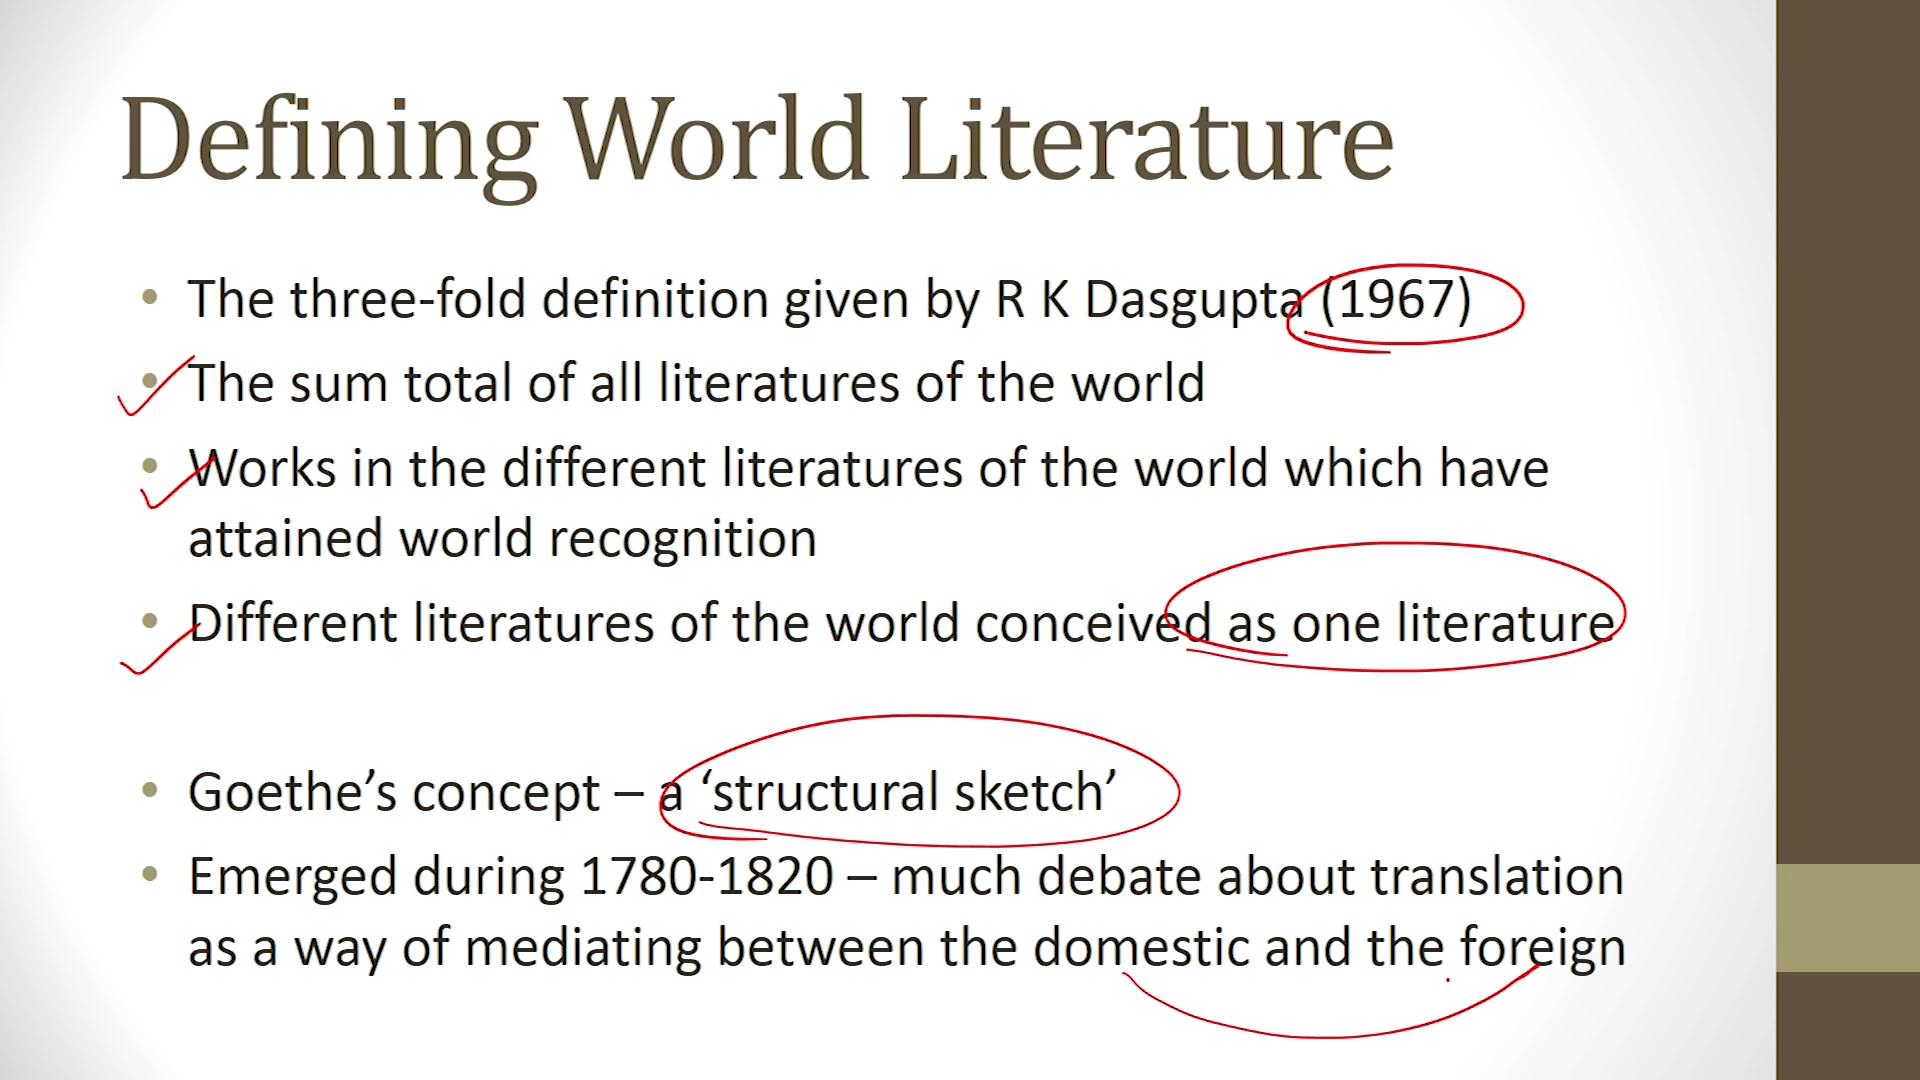 Defining World Literature
• The three-fold definition given by R K Dasgupta (1967)
• The sum total of all literatures of the world
• Works in the different literatures of the world which have
attained world recognition
• Different literatures of the world conceived as one literature
• Goethe’s concept – a ‘structural sketch’
• Emerged during 1780-1820 – much debate about translation
as a way of mediating between the domestic and the foreign